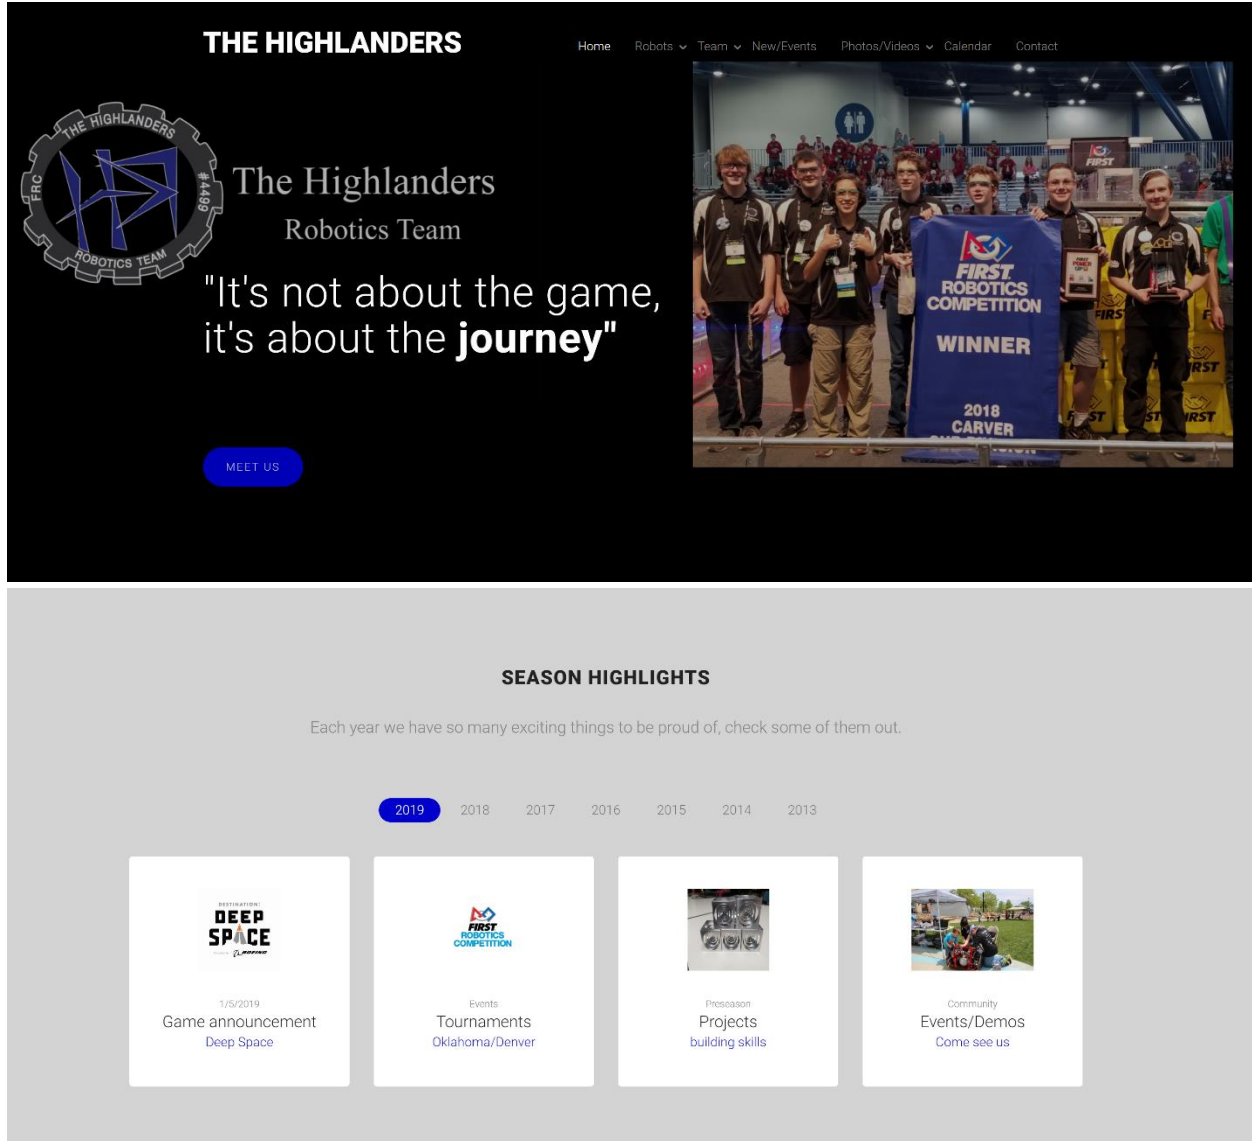 THE HIGHLANDERS
Home Robots Team New/Events Photos/Videos Calendar Contact
THE HIGHLANDERS
FRC
#4499
ROBOTICS TEAM
The Highlanders
Robotics Team
"It's not about the game,
it's about the journey"
MEET US
FIRST
FIRST
ROBOTICS
COMPETITION
WINNER
2018
CARVER
FIRST
SEASON HIGHLIGHTS
Each year we have so many exciting things to be proud of, check some of them out.
2019 2018 2017 2016 2015 2014 2013
DESTINATION:
DEEP
SPACE
BOEING
1/5/2019
Game announcement
Deep Space
FIRST
ROBOTICS
COMPETITION
Events
Tournaments
Oklahoma/Denver
Preseason
Projects
building skills
Community
Events/Demos
Come see us